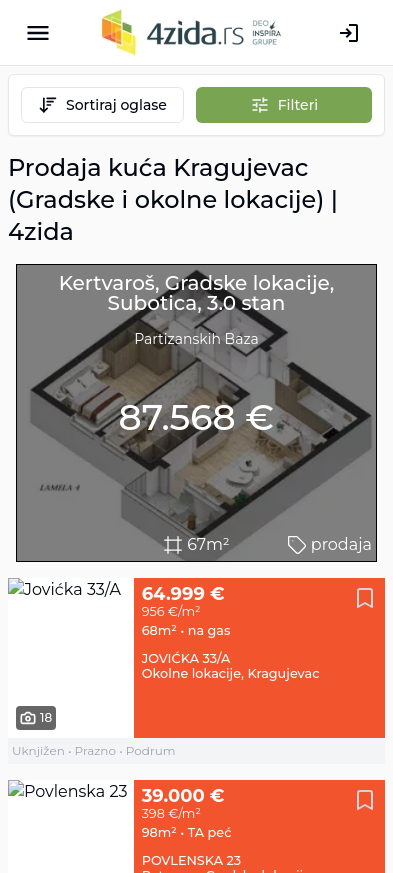 4zida.rs
DEO
INSPIRA
GRUPE
Sortiraj oglase
Filteri
Prodaja kuća Kragujevac
(Gradske i okolne lokacije) |
4zida
Kertvaroš, Gradske lokacije,
Subotica, 3.0 stan
Partizanskih Baza
87.568 €
LAMELA 4
67m²
prodaja
Jovićka 33/A
64.999 €
956 €/m²
68m² • na gas
JOVIĆKA 33/A
Okolne lokacije, Kragujevac
18
Uknjižen • Prazno • Podrum
Povlenska 23
39.000 €
398 €/m²
98m² • TA peć
POVLENSKA 23